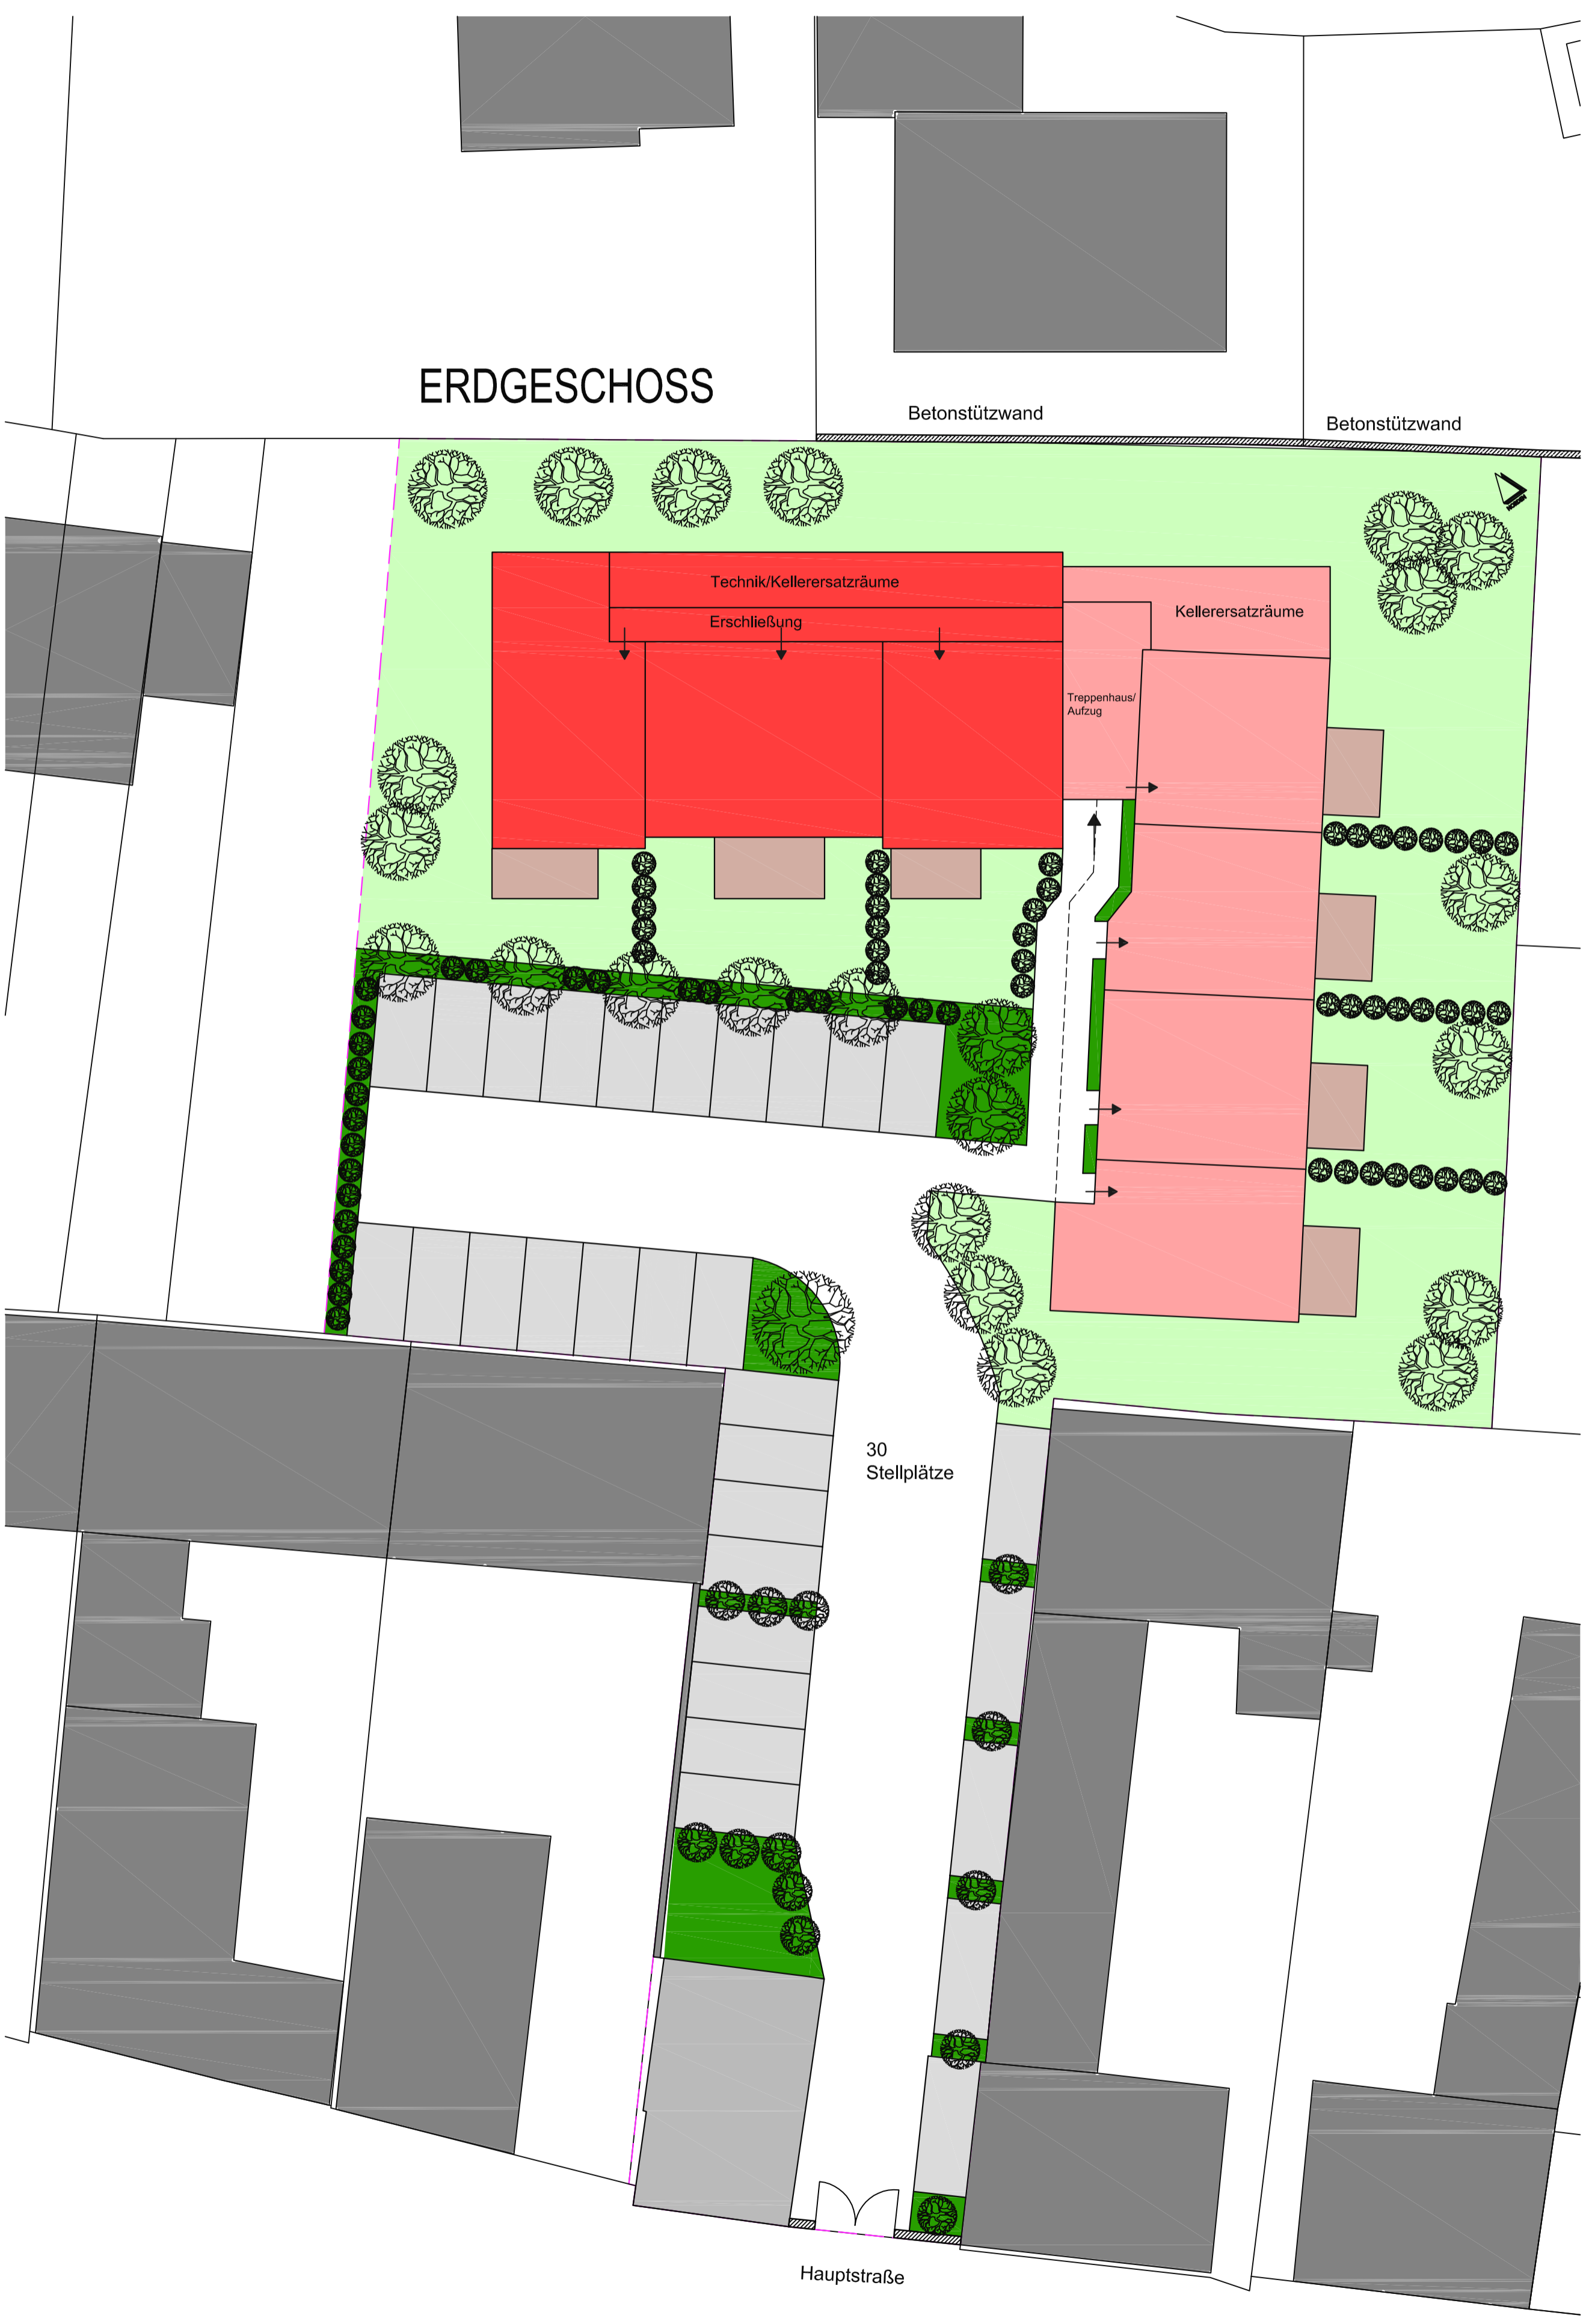 ERDGESCHOSS
Betonstützwand
Betonstützwand
Technik/Kellerersatzräume
Erschließung
Kellerersatzräume
Treppenhaus/
Aufzug
30
Stellplätze
Hauptstraße